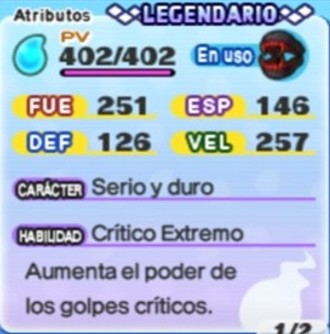 Atributos LEGENDARIO
PV
402/402 En uso
FUE 251 ESP 146
DEF 126 VEL 257
CARÁCTER Serio y duro
HABILIDAD Crítico Extremo
Aumenta el poder de
los golpes críticos.
1/2